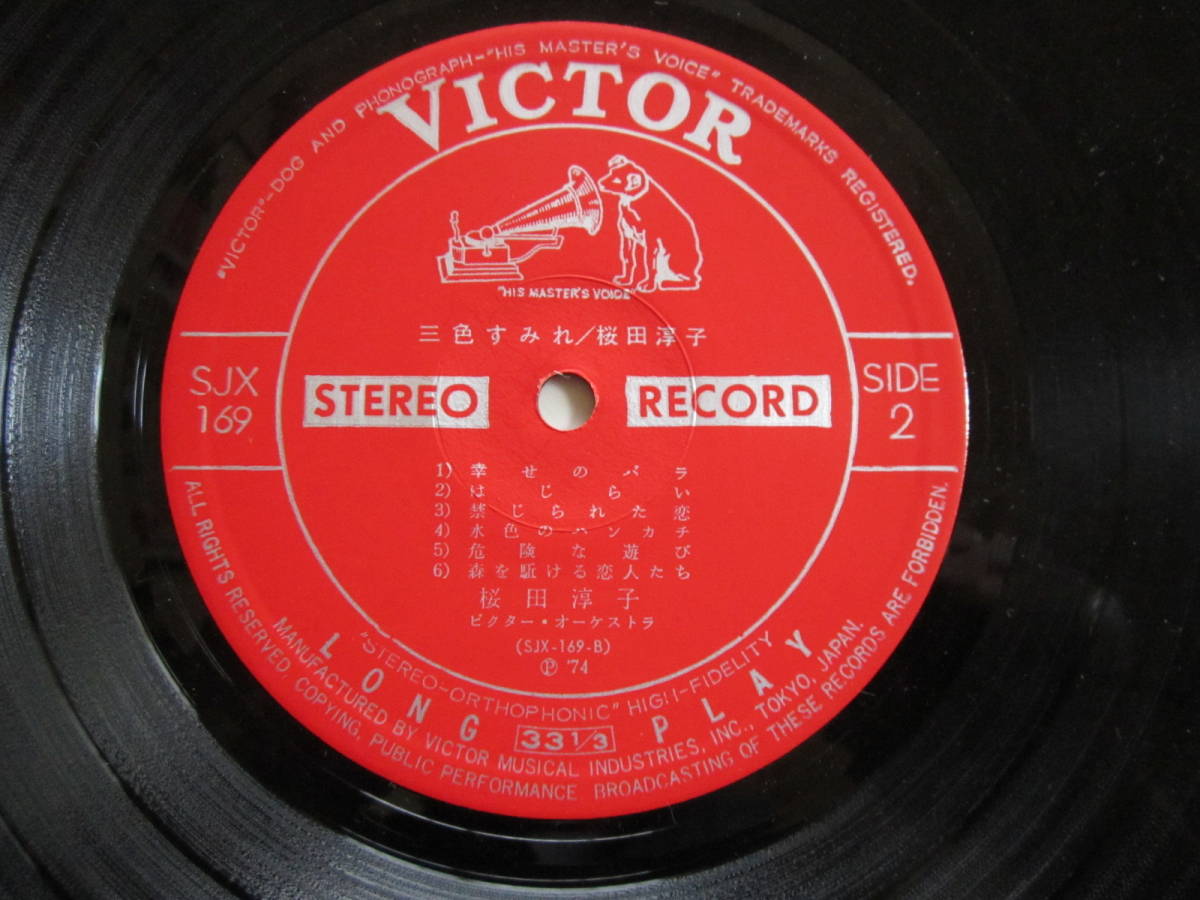 "VICTOR"-DOG AND PHONOGRAPH-"HIS MASTER'S VOICE" TRADEMARKS REGISTERED.
VICTOR
"HIS MASTER'S VOICE"
三色すみれ/桜田淳子
SJX
169
STEREO RECORD
SIDE
2
1) 幸せのバラ
2) はじらい
3) 禁じられた恋
4) 水色のハンカチ
5) 危険な遊び
6) 森を駈ける恋人たち
桜田淳子
ビクター・オーケストラ
(SJX-169-B)
Ⓟ '74
"STEREO-ORTHOPHONIC" HIGH-FIDELITY
LONG 33 1/3 PLAY
MANUFACTURED BY VICTOR MUSICAL INDUSTRIES, INC., TOKYO, JAPAN.
ALL RIGHTS RESERVED, COPYING, PUBLIC PERFORMANCE BROADCASTING OF THESE RECORDS ARE FORBIDDEN.